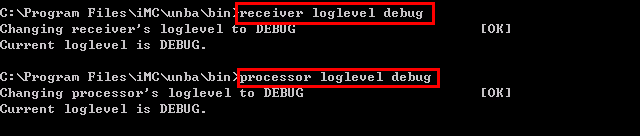 C:\Program Files\iMC\unba\bin>receiver loglevel debug
Changing receiver's loglevel to DEBUG [OK]
Current loglevel is DEBUG.
C:\Program Files\iMC\unba\bin>processor loglevel debug
Changing processor's loglevel to DEBUG [OK]
Current loglevel is DEBUG.